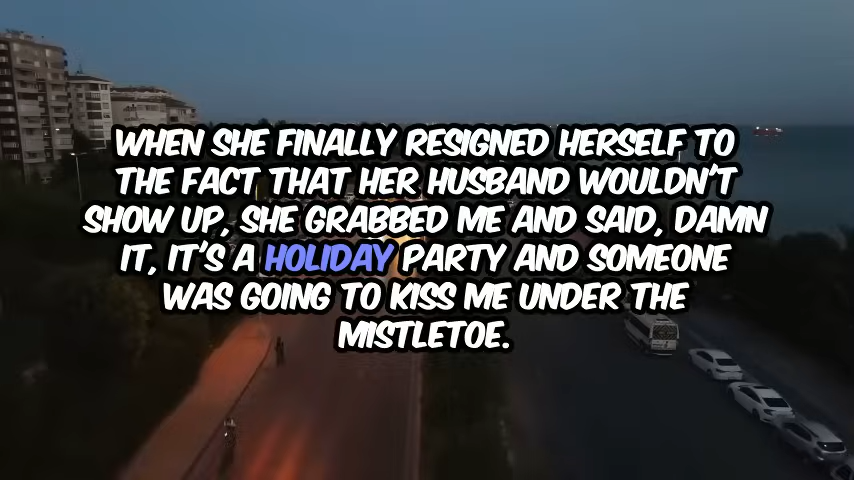 WHEN SHE FINALLY RESIGNED HERSELF TO
THE FACT THAT HER HUSBAND WOULDN'T
SHOW UP, SHE GRABBED ME AND SAID, DAMN
IT, IT'S A HOLIDAY PARTY AND SOMEONE
WAS GOING TO KISS ME UNDER THE
MISTLETOE.